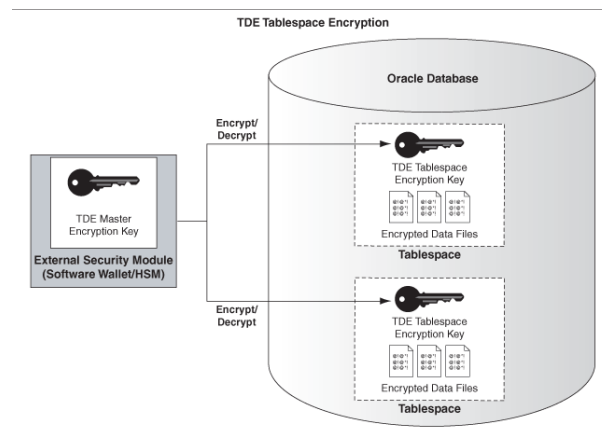 TDE Tablespace Encryption
Oracle Database
Encrypt/
Decrypt
TDE Tablespace
Encryption Key
Encrypted Data Files
Tablespace
TDE Master
Encryption Key
External Security Module
(Software Wallet/HSM)
Encrypt/
Decrypt
TDE Tablespace
Encryption Key
Encrypted Data Files
Tablespace